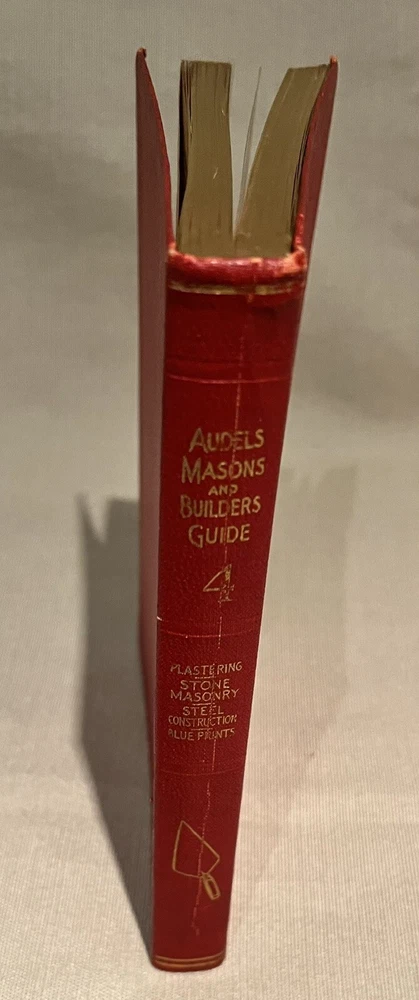 AUDELS
MASONS
AND
BUILDERS
GUIDE
4
PLASTERING
STONE
MASONRY
STEEL
CONSTRUCTION
BLUE PRINTS